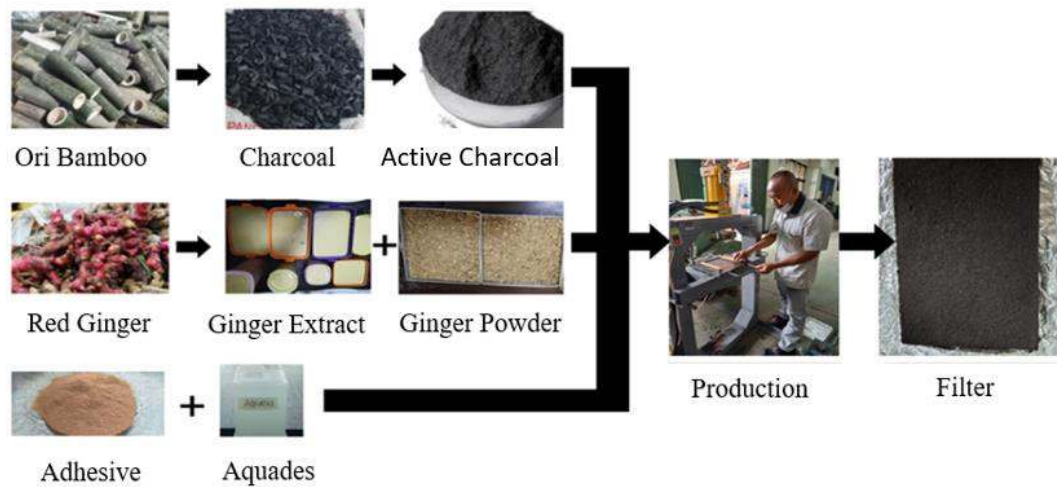 Ori Bamboo
Charcoal
Active Charcoal
Red Ginger
Ginger Extract
Ginger Powder
Production
Filter
Adhesive
Aquades